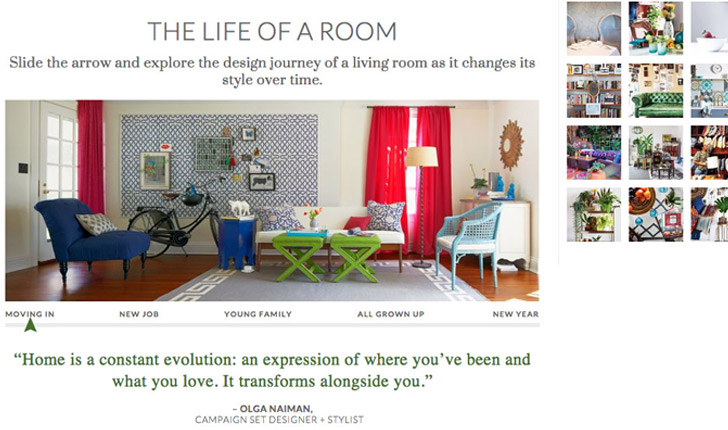 THE LIFE OF A ROOM
Slide the arrow and explore the design journey of a living room as it changes its
style over time.
MOVING IN NEW JOB YOUNG FAMILY ALL GROWN UP NEW YEAR
“Home is a constant evolution: an expression of where you’ve been and
what you love. It transforms alongside you.”
– OLGA NAIMAN,
CAMPAIGN SET DESIGNER + STYLIST